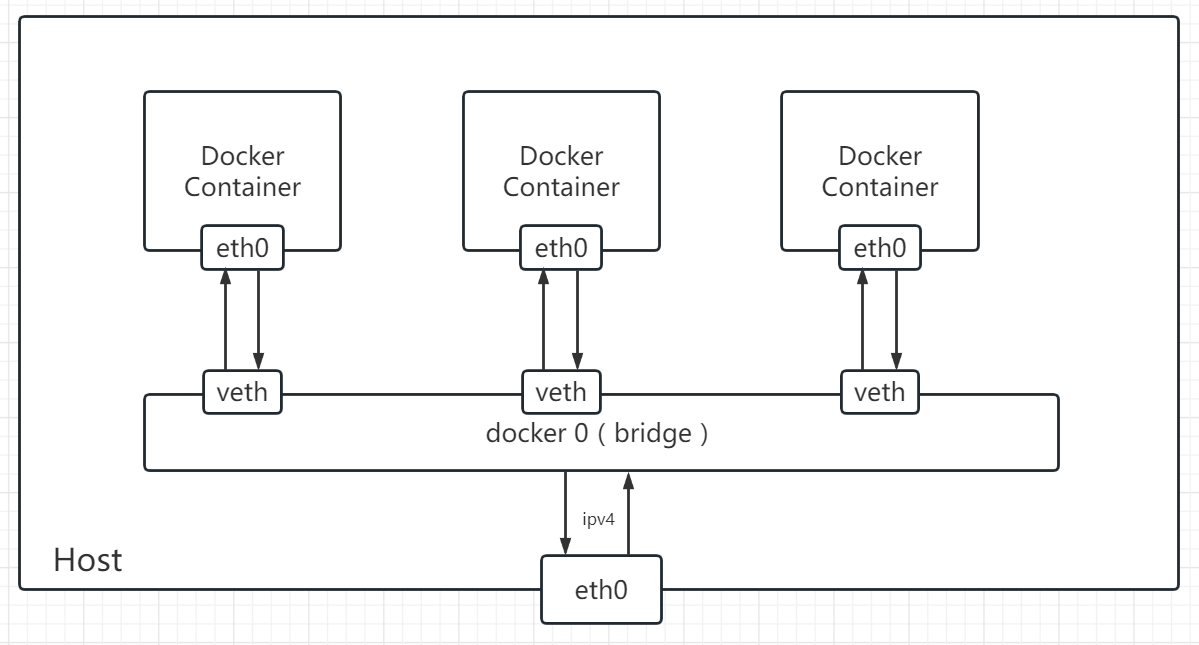 Docker
Container
Docker
Container
Docker
Container
eth0
eth0
eth0
veth
veth
veth
docker 0 ( bridge )
ipv4
Host
eth0